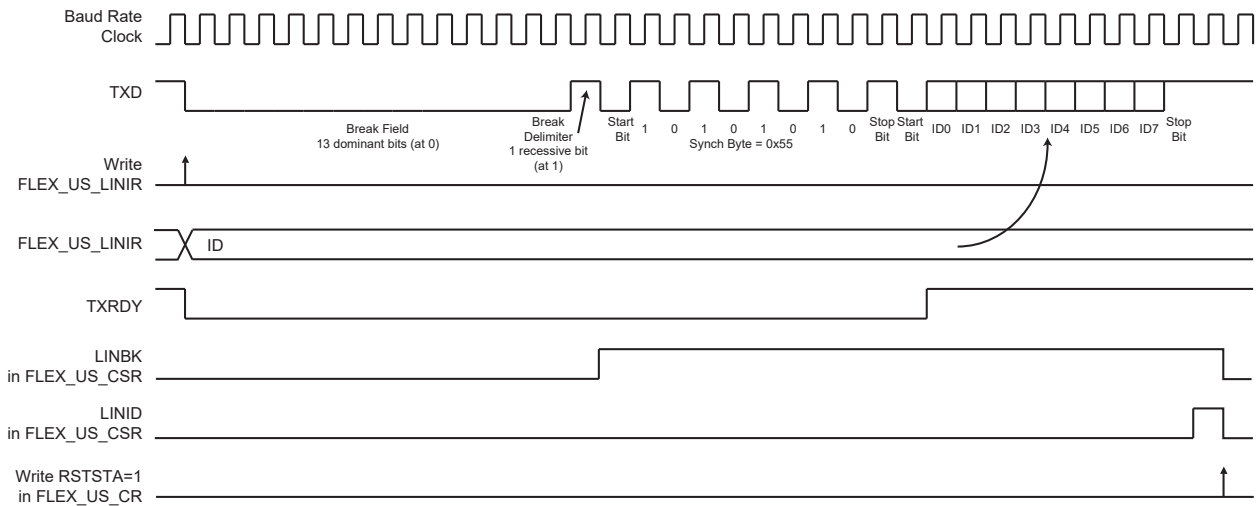 Baud Rate
Clock
TXD
Break Field
13 dominant bits (at 0)
Break
Delimiter
1 recessive bit
(at 1)
Start
Bit
1 0 1 0 1 0 1 0
Synch Byte = 0x55
Stop
Bit
Start
Bit
ID0 ID1 ID2 ID3 ID4 ID5 ID6 ID7
Stop
Bit
Write
FLEX_US_LINIR
FLEX_US_LINIR
ID
TXRDY
LINBK
in FLEX_US_CSR
LINID
in FLEX_US_CSR
Write RSTSTA=1
in FLEX_US_CR